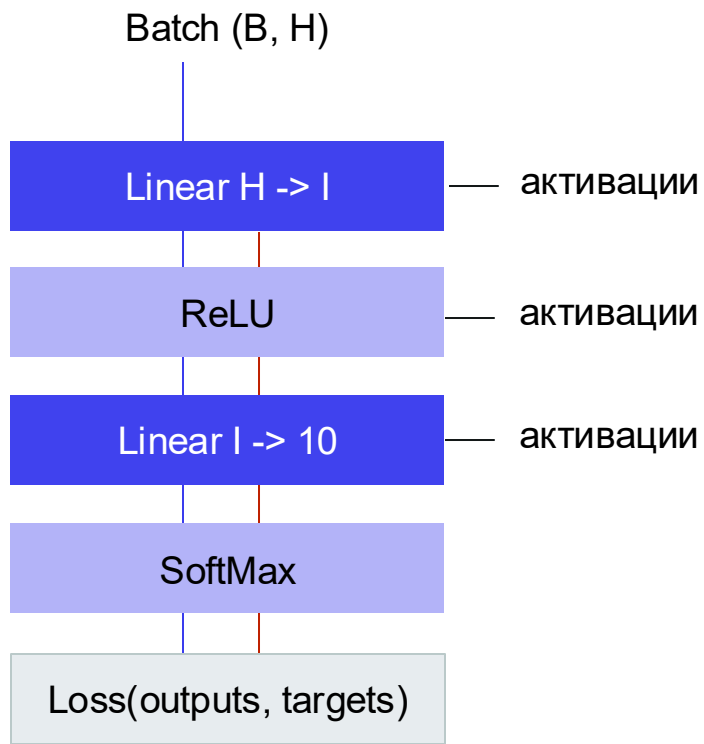 Batch (B, H)
Linear H -> I
активации
ReLU
активации
Linear I -> 10
активации
SoftMax
Loss(outputs, targets)